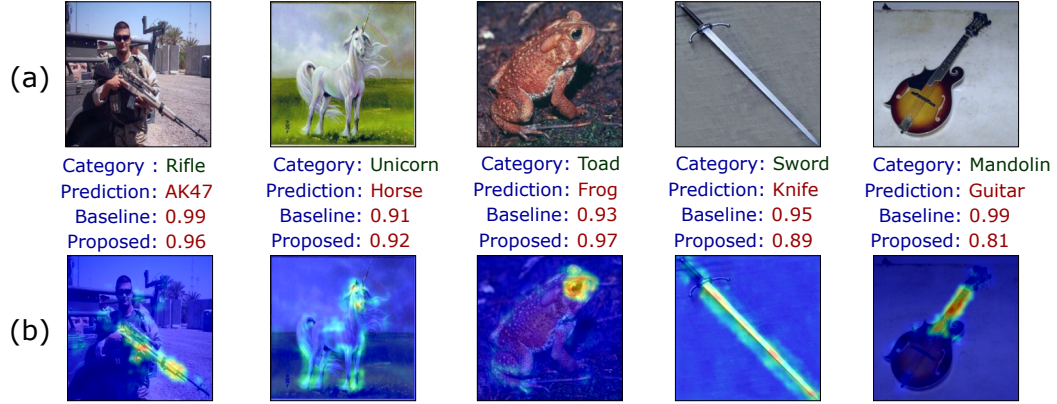 (a)
Category : Rifle
Prediction: AK47
Baseline: 0.99
Proposed: 0.96
Category: Unicorn
Prediction: Horse
Baseline: 0.91
Proposed: 0.92
Category: Toad
Prediction: Frog
Baseline: 0.93
Proposed: 0.97
Category: Sword
Prediction: Knife
Baseline: 0.95
Proposed: 0.89
Category: Mandolin
Prediction: Guitar
Baseline: 0.99
Proposed: 0.81
(b)